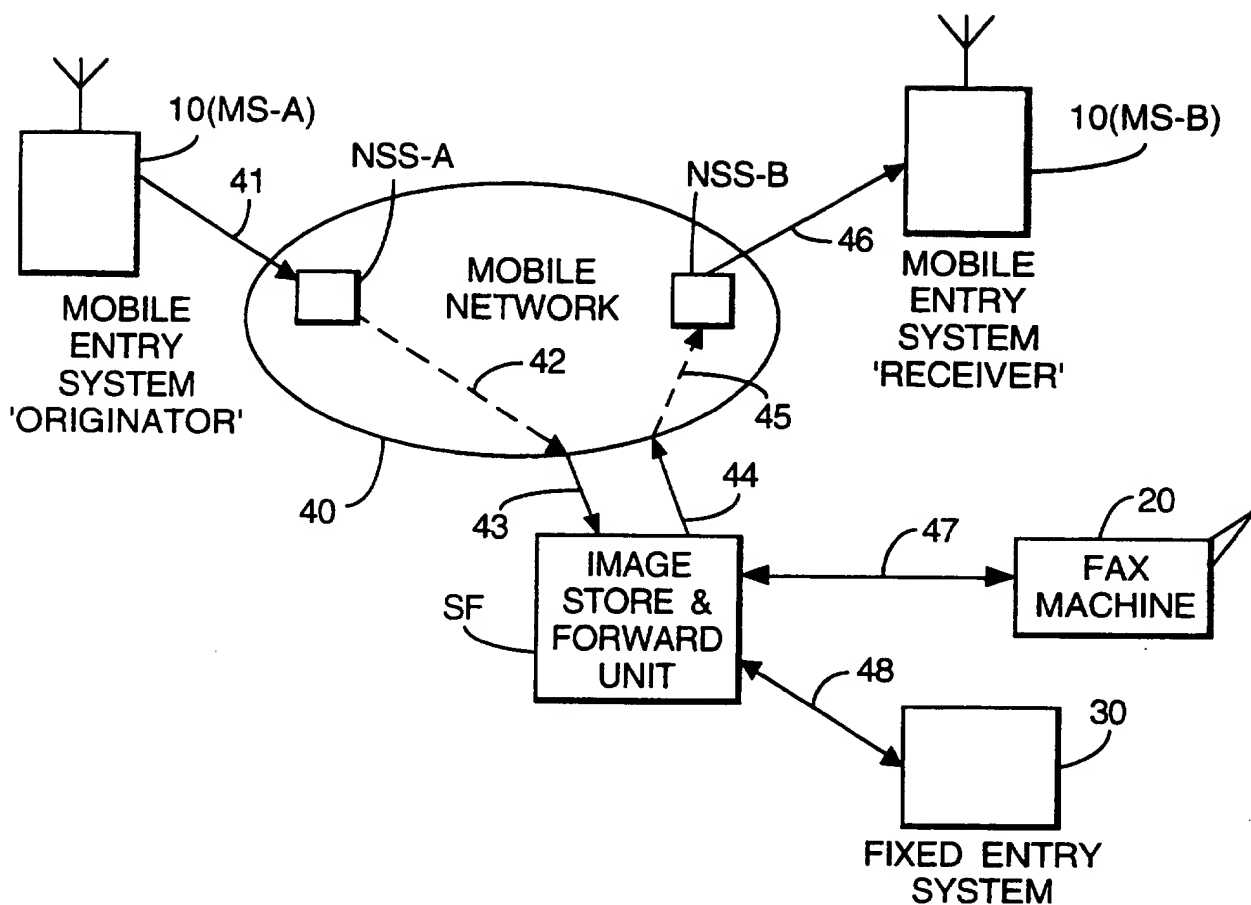 10(MS-A)
NSS-A
41
NSS-B
10(MS-B)
46
MOBILE
NETWORK
MOBILE
ENTRY
SYSTEM
'ORIGINATOR'
MOBILE
ENTRY
SYSTEM
'RECEIVER'
42
45
40
43
44
IMAGE
STORE &
FORWARD
UNIT
SF
47
20
FAX
MACHINE
48
30
FIXED ENTRY
SYSTEM